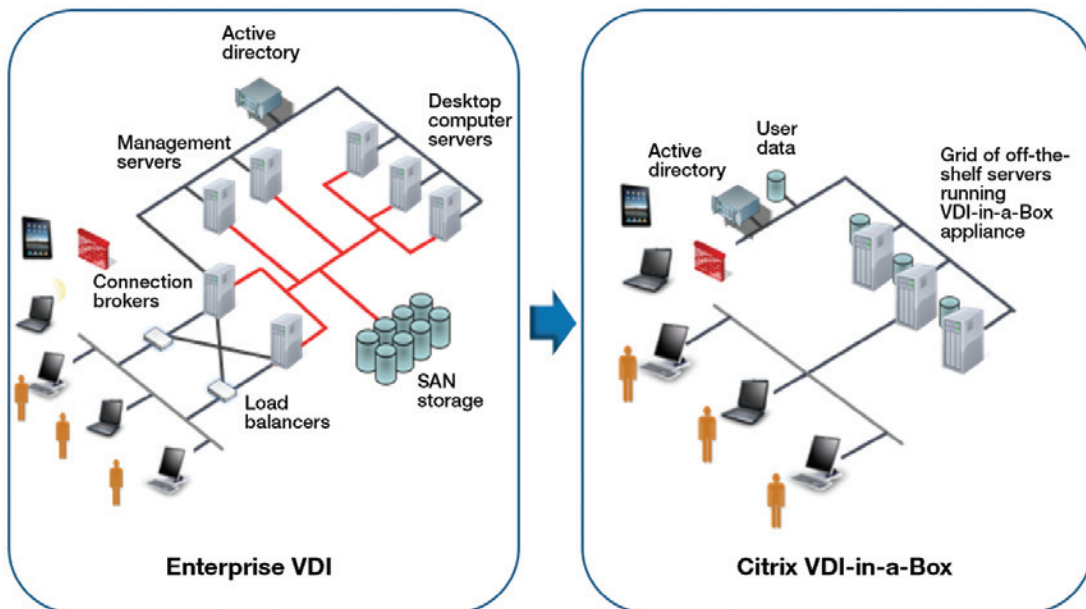 Active
directory
Desktop
computer
servers
Management
servers
Connection
brokers
SAN
storage
Load
balancers
Enterprise VDI
User
data
Active
directory
Grid of off-the-
shelf servers
running
VDI-in-a-Box
appliance
Citrix VDI-in-a-Box